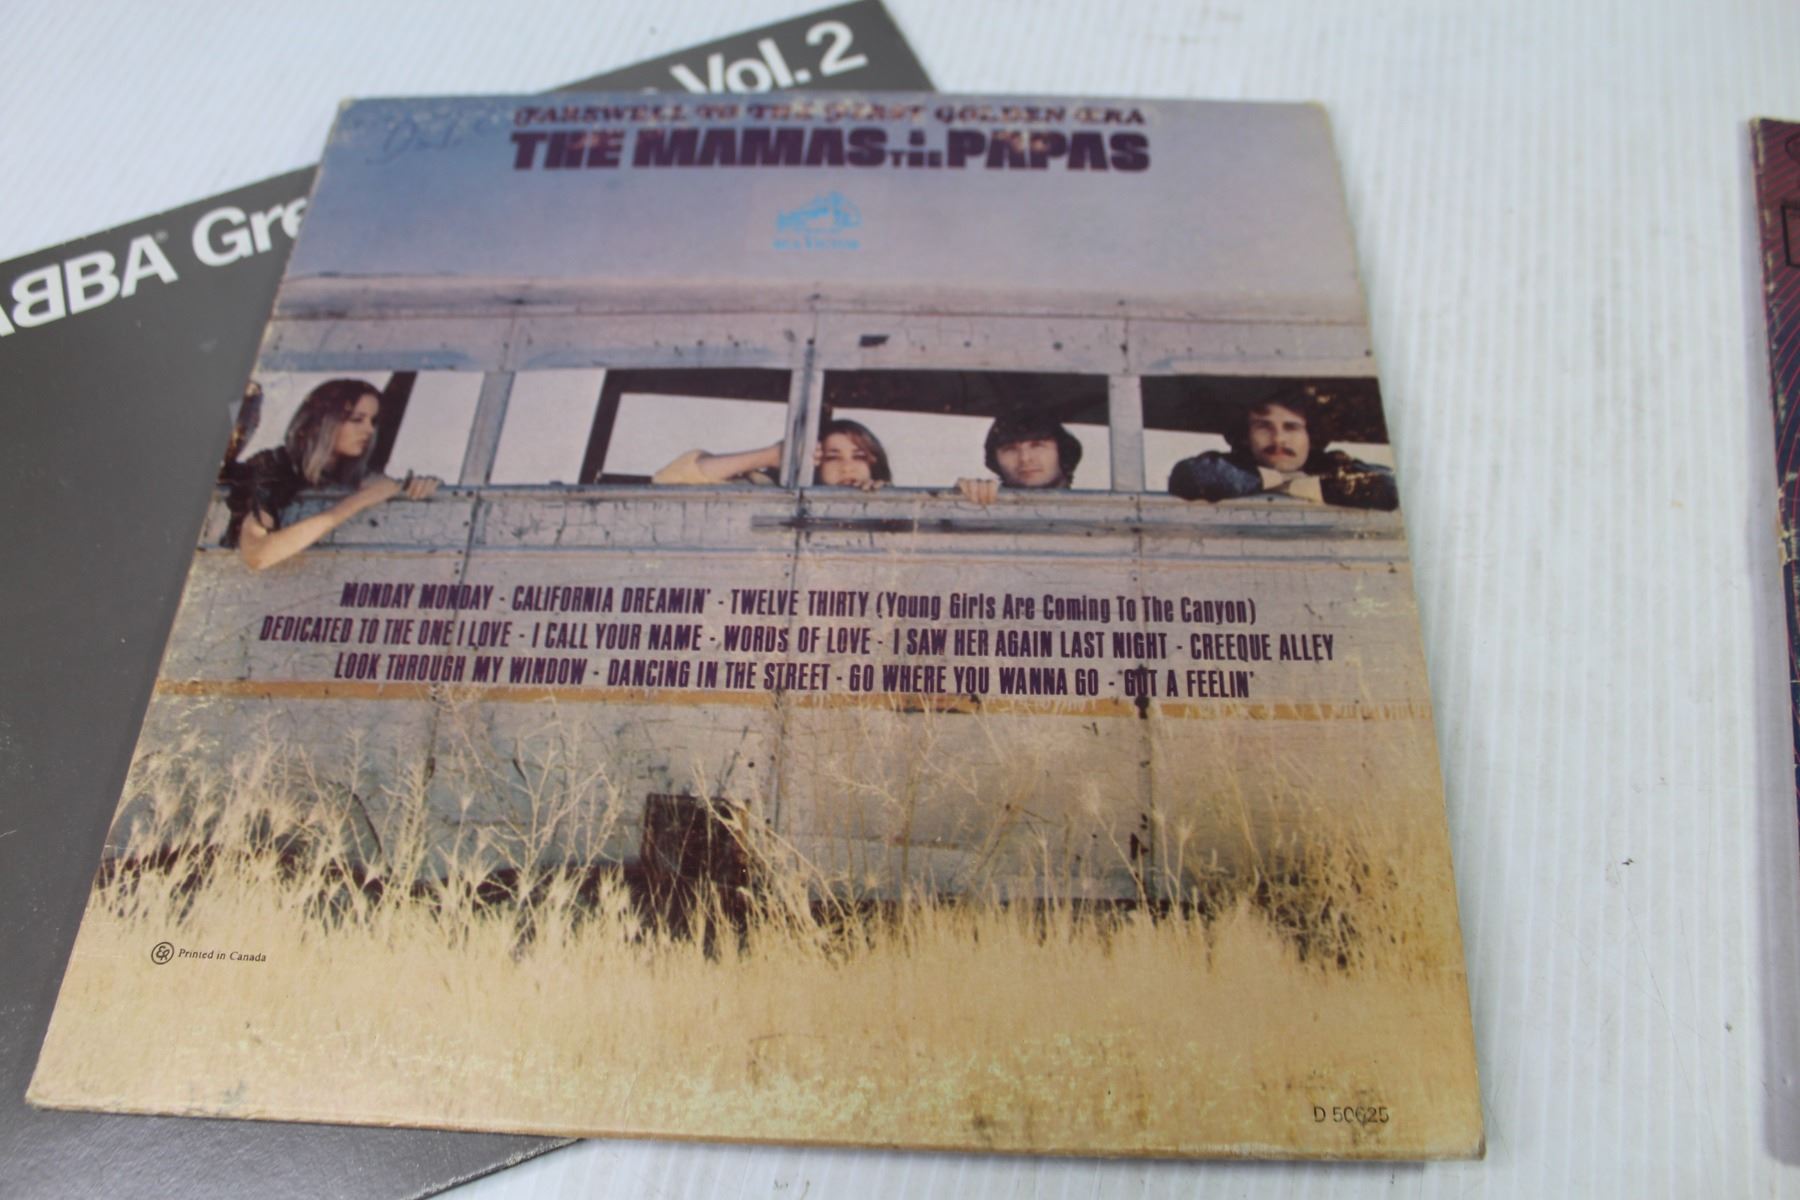 Vol. 2
ABBA® Gre
FAREWELL TO THE FIRST GOLDEN ERA
THE MAMAS & THE PAPAS
RCA VICTOR
MONDAY MONDAY - CALIFORNIA DREAMIN' - TWELVE THIRTY (Young Girls Are Coming To The Canyon)
DEDICATED TO THE ONE I LOVE - I CALL YOUR NAME - WORDS OF LOVE - I SAW HER AGAIN LAST NIGHT - CREEQUE ALLEY
LOOK THROUGH MY WINDOW - DANCING IN THE STREET - GO WHERE YOU WANNA GO - 'GOT A FEELIN'
Printed in Canada
D 50625